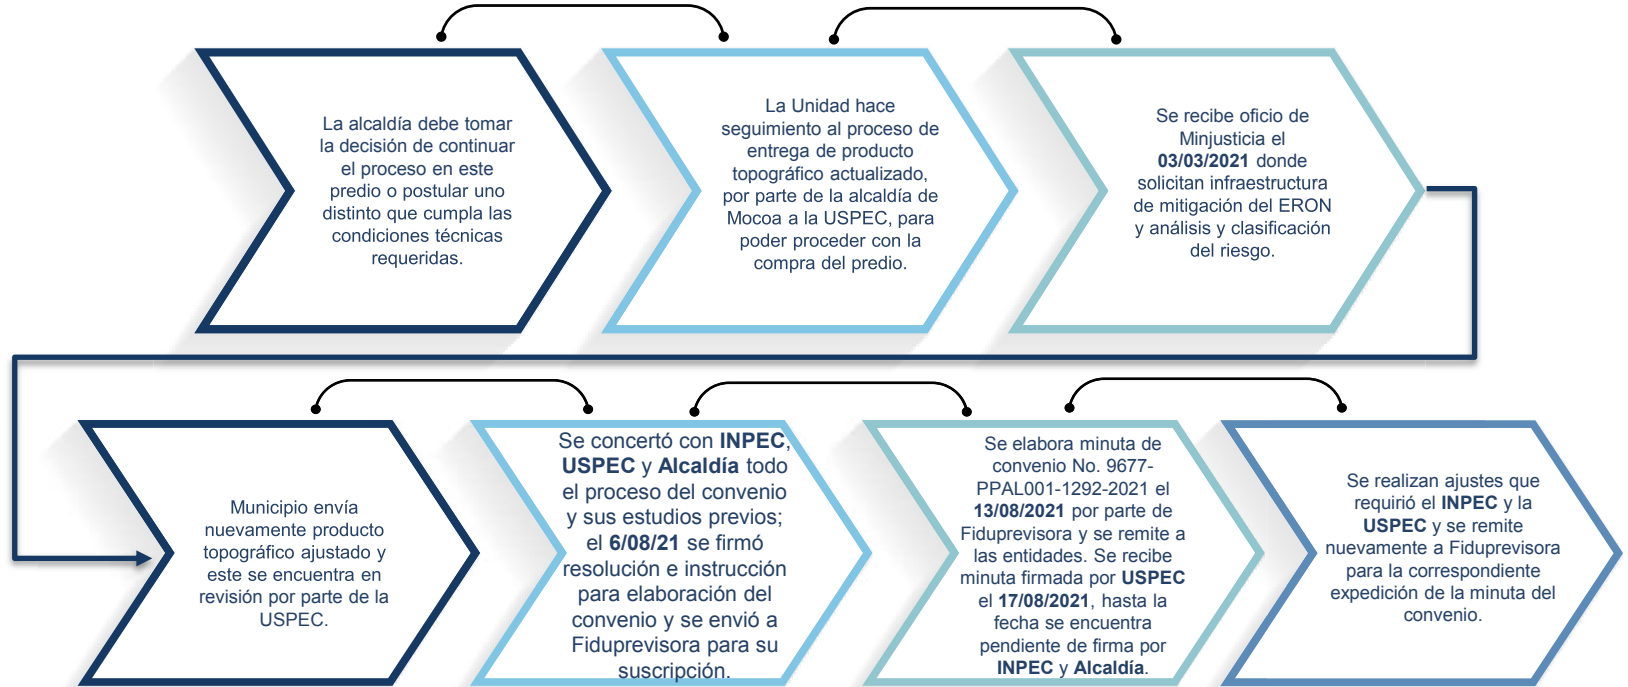 La alcaldía debe tomar
la decisión de continuar
el proceso en este
predio o postular uno
distinto que cumpla las
condiciones técnicas
requeridas.
La Unidad hace
seguimiento al proceso de
entrega de producto
topográfico actualizado,
por parte de la alcaldía de
Mocoa a la USPEC, para
poder proceder con la
compra del predio.
Se recibe oficio de
Minjusticia el
03/03/2021 donde
solicitan infraestructura
de mitigación del ERON
y análisis y clasificación
del riesgo.
Municipio envía
nuevamente producto
topográfico ajustado y
este se encuentra en
revisión por parte de la
USPEC.
Se concertó con INPEC,
USPEC y Alcaldía todo
el proceso del convenio
y sus estudios previos;
el 6/08/21 se firmó
resolución e instrucción
para elaboración del
convenio y se envió a
Fiduprevisora para su
suscripción.
Se elabora minuta de
convenio No. 9677-
PPAL001-1292-2021 el
13/08/2021 por parte de
Fiduprevisora y se remite a
las entidades. Se recibe
minuta firmada por USPEC
el 17/08/2021, hasta la
fecha se encuentra
pendiente de firma por
INPEC y Alcaldía.
Se realizan ajustes que
requirió el INPEC y la
USPEC y se remite
nuevamente a Fiduprevisora
para la correspondiente
expedición de la minuta del
convenio.